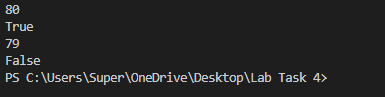 80
True
79
False
PS C:\Users\Super\OneDrive\Desktop\Lab Task 4>